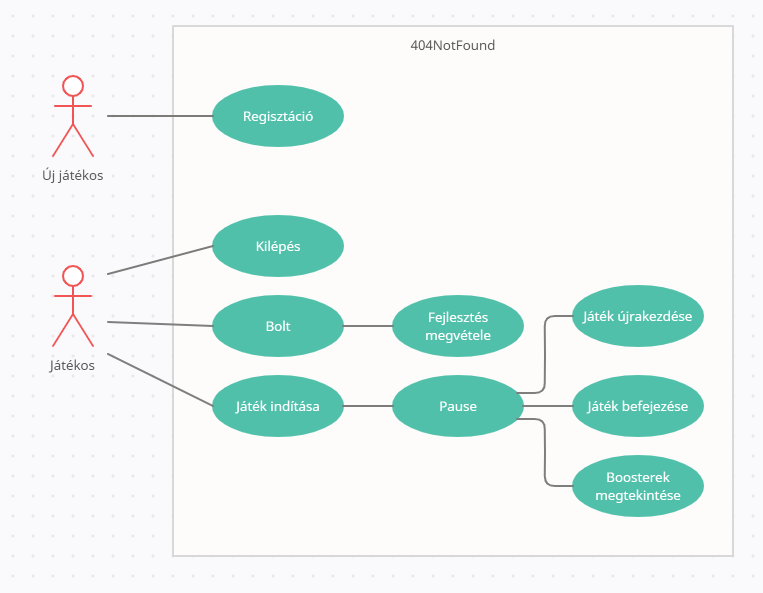 404NotFound
Regisztáció
Új játékos
Kilépés
Játékos
Bolt
Fejlesztés
megvétele
Játék újrakezdése
Játék indítása
Pause
Játék befejezése
Boosterek
megtekintése